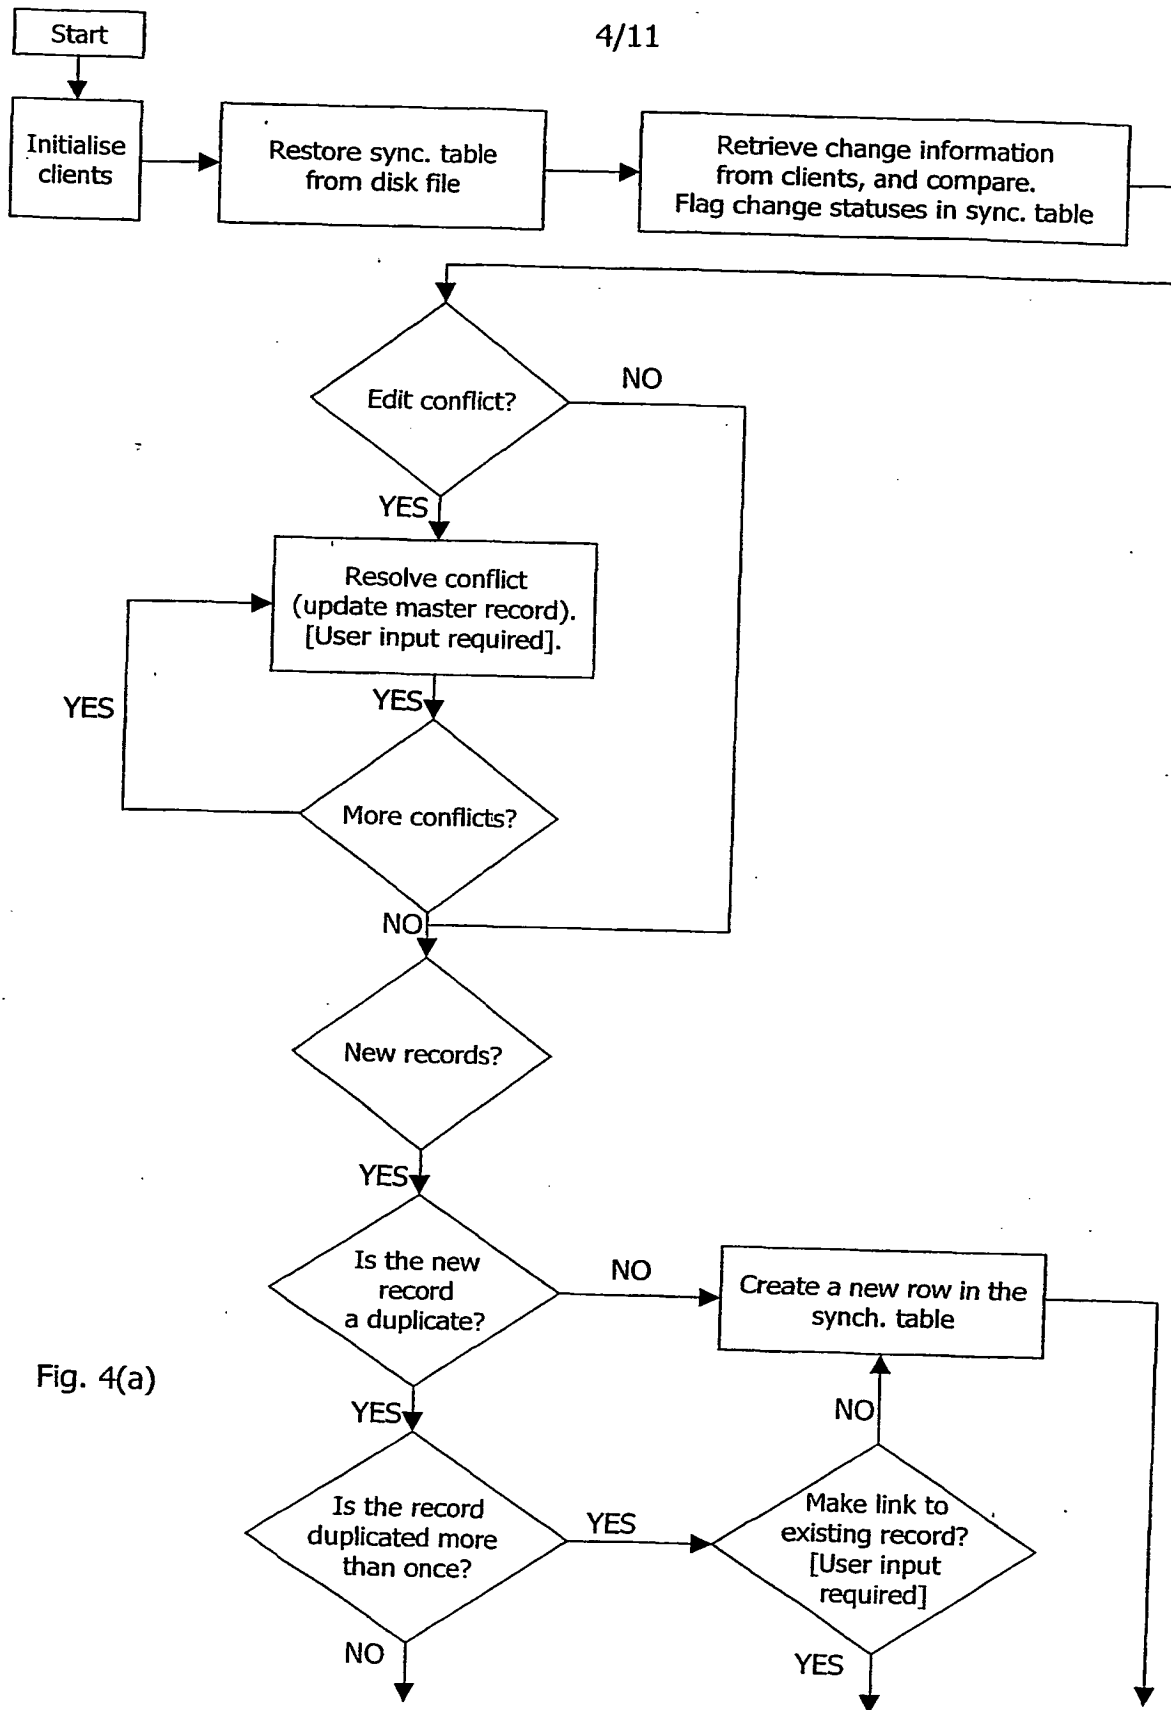 Start
4/11
Initialise
clients
Restore sync. table
from disk file
Retrieve change information
from clients, and compare.
Flag change statuses in sync. table
Edit conflict?
NO
YES
Resolve conflict
(update master record).
[User input required].
YES
YES
More conflicts?
NO
New records?
YES
Is the new
record
a duplicate?
NO
Create a new row in the
synch. table
Fig. 4(a)
YES
NO
Is the record
duplicated more
than once?
YES
Make link to
existing record?
[User input
required]
NO
YES